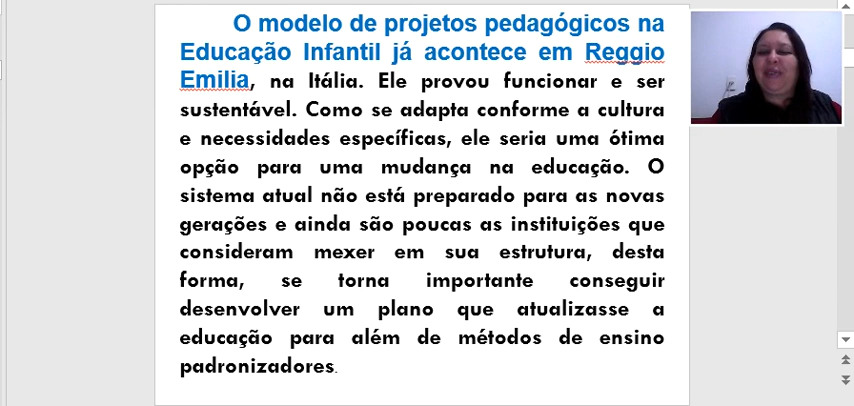 O modelo de projetos pedagógicos na
Educação Infantil já acontece em Reggio
Emilia, na Itália. Ele provou funcionar e ser
sustentável. Como se adapta conforme a cultura
e necessidades específicas, ele seria uma ótima
opção para uma mudança na educação. O
sistema atual não está preparado para as novas
gerações e ainda são poucas as instituições que
consideram mexer em sua estrutura, desta
forma, se torna importante conseguir
desenvolver um plano que atualizasse a
educação para além de métodos de ensino
padronizadores.